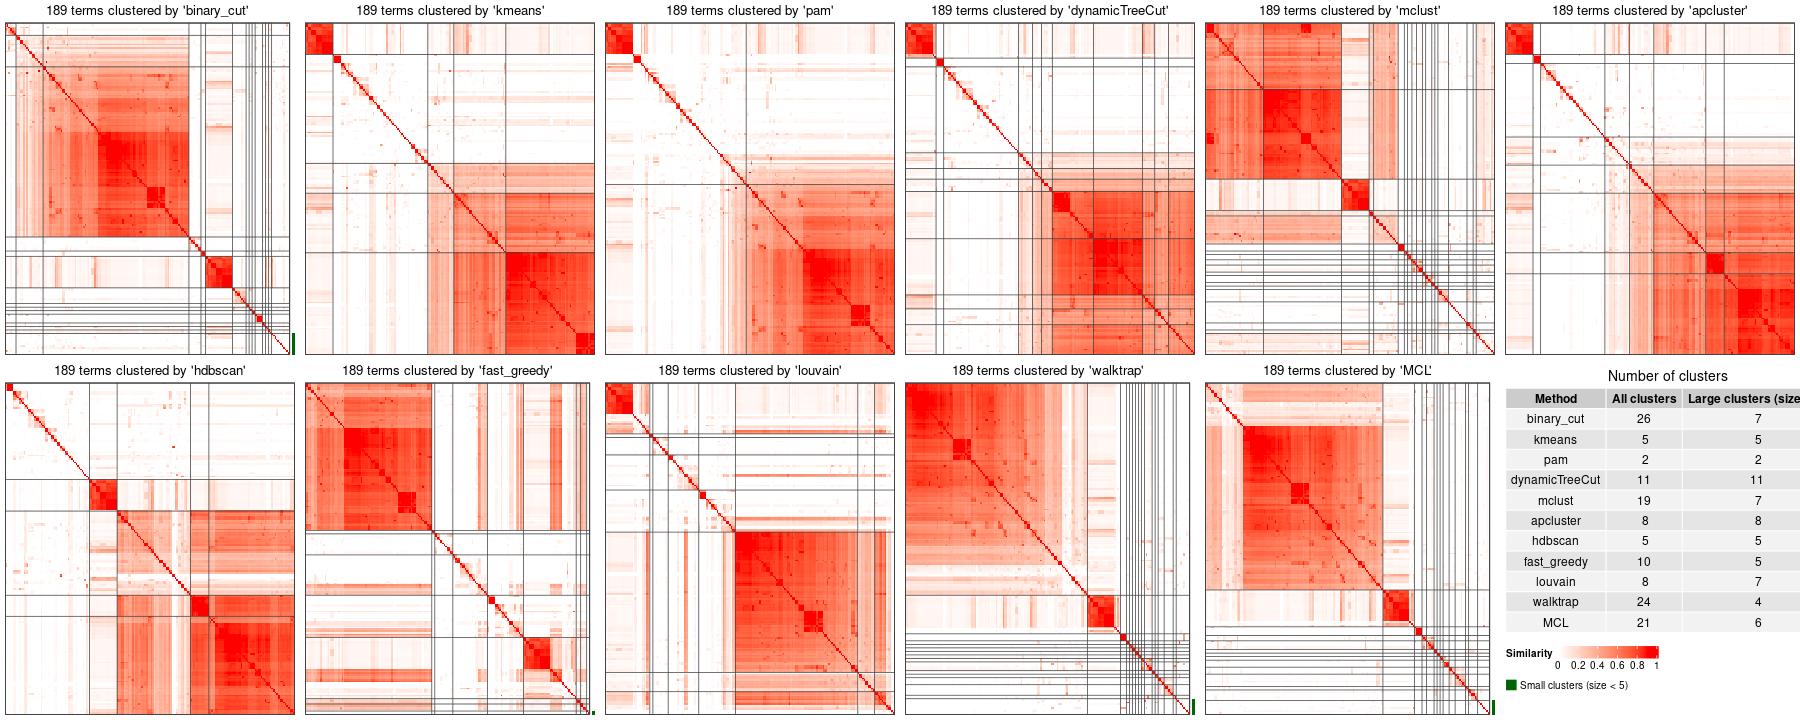 189 terms clustered by 'binary_cut'
189 terms clustered by 'kmeans'
189 terms clustered by 'pam'
189 terms clustered by 'dynamicTreeCut'
189 terms clustered by 'mclust'
189 terms clustered by 'apcluster'
189 terms clustered by 'hdbscan'
189 terms clustered by 'fast_greedy'
189 terms clustered by 'louvain'
189 terms clustered by 'walktrap'
189 terms clustered by 'MCL'
Number of clusters
Method All clusters Large clusters (size
binary_cut 26 7
kmeans 5 5
pam 2 2
dynamicTreeCut 11 11
mclust 19 7
apcluster 8 8
hdbscan 5 5
fast_greedy 10 5
louvain 8 7
walktrap 24 4
MCL 21 6
Similarity
0 0.2 0.4 0.6 0.8 1
Small clusters (size < 5)